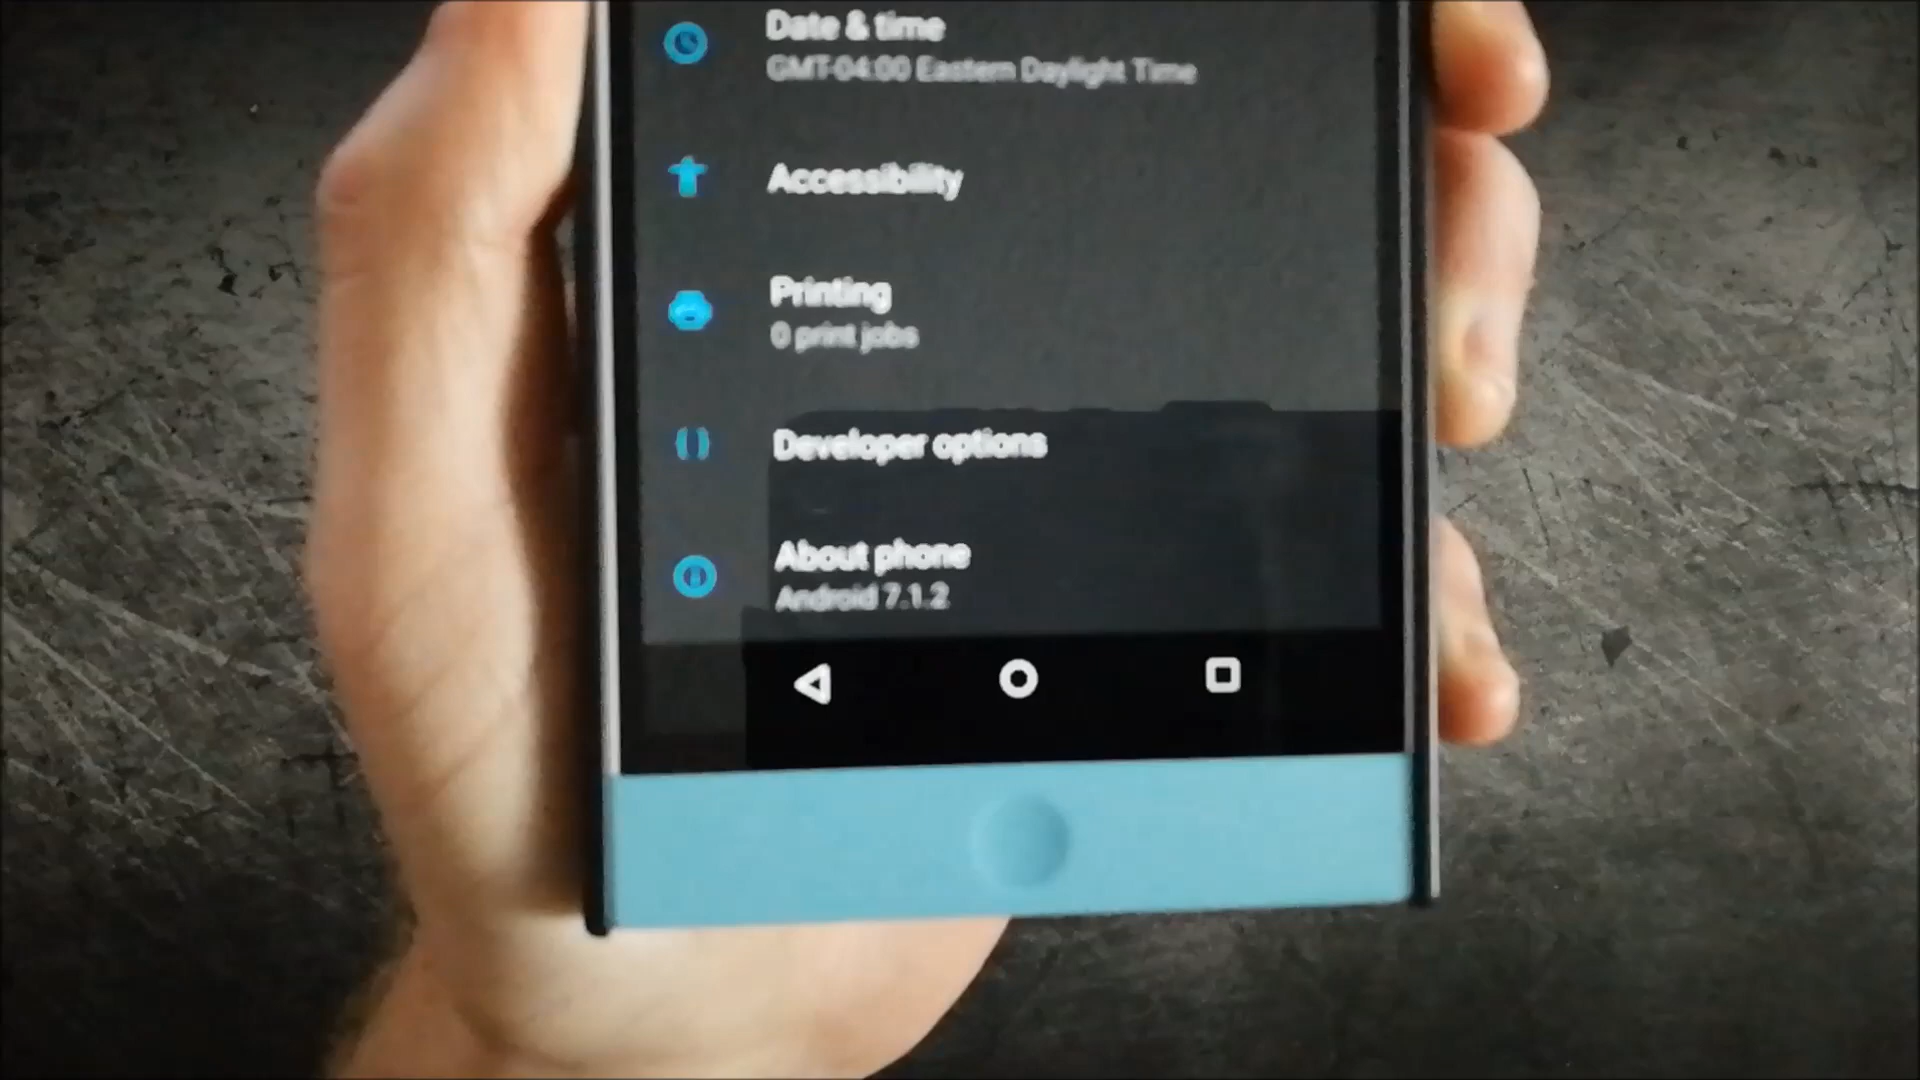 Date & time
GMT-04:00 Eastern Daylight Time
Accessibility
Printing
0 print jobs
Developer options
About phone
Android 7.1.2